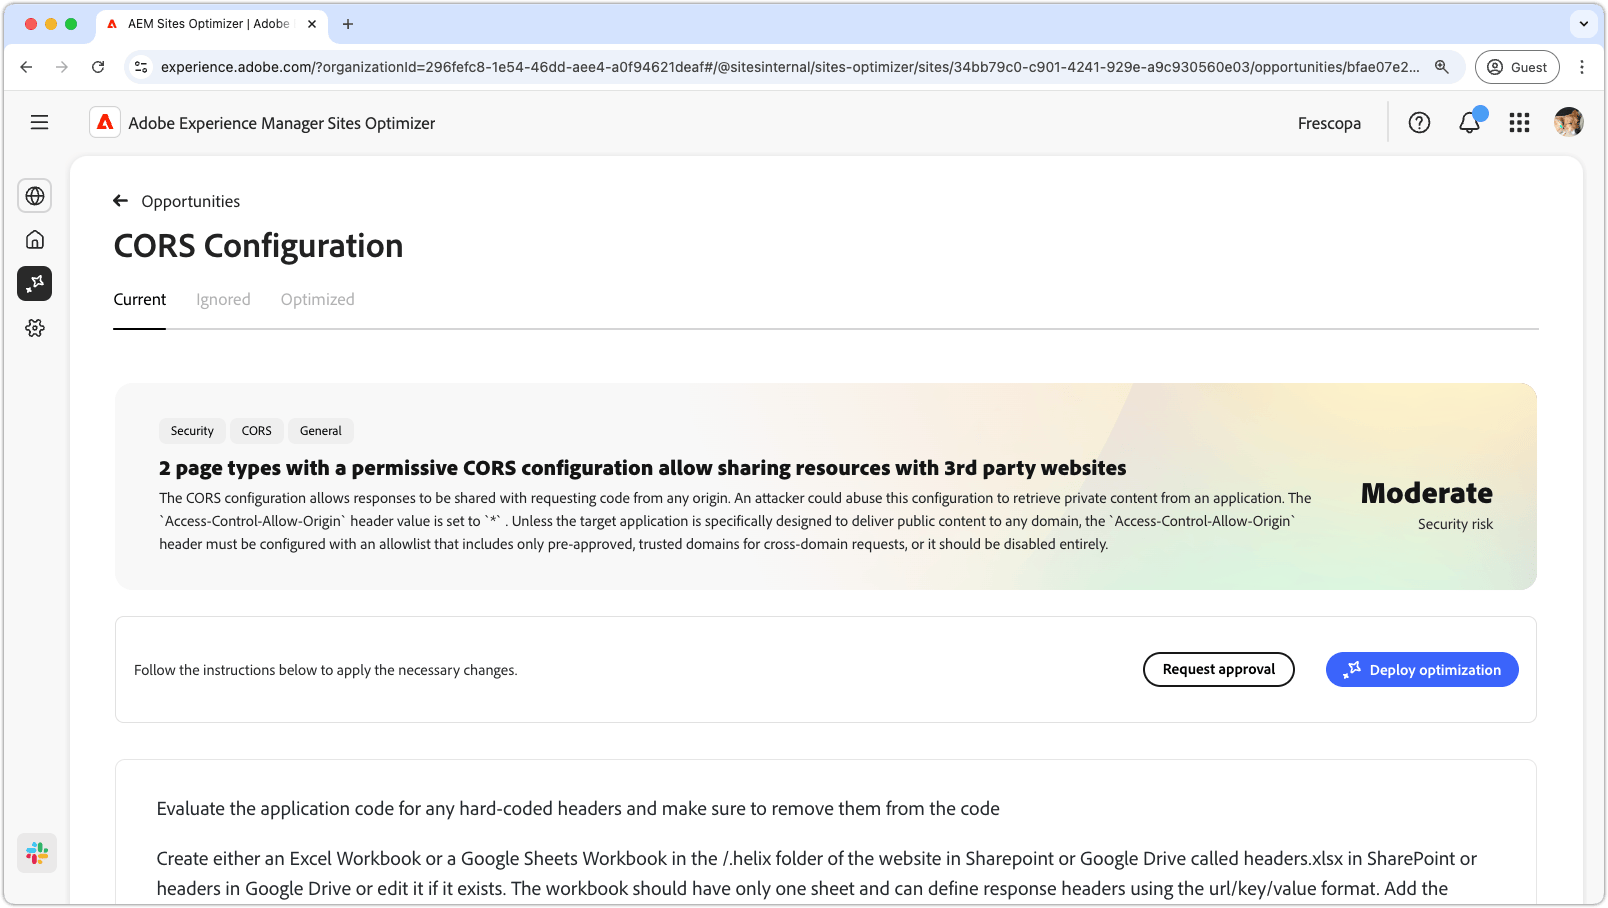 AEM Sites Optimizer | Adobe
experience.adobe.com/?organizationId=296fefc8-1e54-46dd-aee4-a0f94621deaf#/@sitesinternal/sites-optimizer/sites/34bb79c0-c901-4241-929e-a9c930560e03/opportunities/bfae07e2...
Guest
Adobe Experience Manager Sites Optimizer
Frescopa
Opportunities
CORS Configuration
Current Ignored Optimized
Security CORS General
2 page types with a permissive CORS configuration allow sharing resources with 3rd party websites
The CORS configuration allows responses to be shared with requesting code from any origin. An attacker could abuse this configuration to retrieve private content from an application. The
`Access-Control-Allow-Origin` header value is set to `*` . Unless the target application is specifically designed to deliver public content to any domain, the `Access-Control-Allow-Origin`
header must be configured with an allowlist that includes only pre-approved, trusted domains for cross-domain requests, or it should be disabled entirely.
Moderate
Security risk
Follow the instructions below to apply the necessary changes.
Request approval
Deploy optimization
Evaluate the application code for any hard-coded headers and make sure to remove them from the code
Create either an Excel Workbook or a Google Sheets Workbook in the /.helix folder of the website in Sharepoint or Google Drive called headers.xlsx in SharePoint or
headers in Google Drive or edit it if it exists. The workbook should have only one sheet and can define response headers using the url/key/value format. Add the